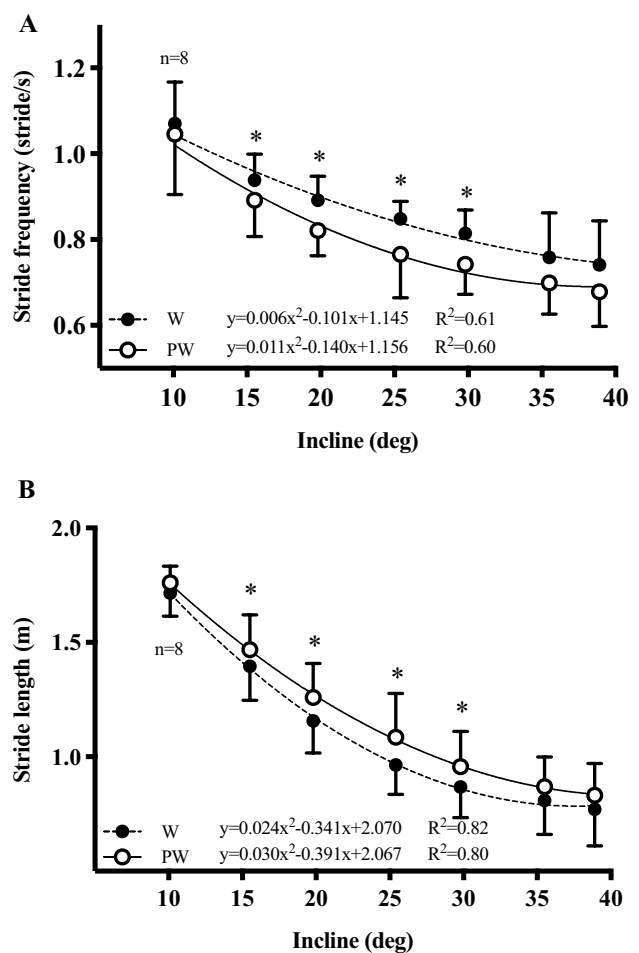 A
n=8
1.2
1.0
0.8
0.6
Stride frequency (stride/s)
* * * *
W y=0.006x²-0.101x+1.145 R²=0.61
PW y=0.011x²-0.140x+1.156 R²=0.60
10 15 20 25 30 35 40
Incline (deg)
B
2.0
1.5
1.0
Stride length (m)
n=8
* * * *
W y=0.024x²-0.341x+2.070 R²=0.82
PW y=0.030x²-0.391x+2.067 R²=0.80
10 15 20 25 30 35 40
Incline (deg)